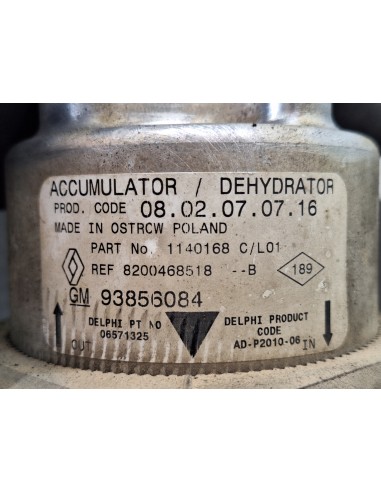 ACCUMULATOR / DEHYDRATOR
PROD. CODE 08.02.07.07.16
MADE IN OSTRCW POLAND
PART No. 1140168 C/L01
REF 8200468518 --B 189
GM 93856084
DELPHI PT NO
06571325
OUT
DELPHI PRODUCT
CODE
AD-P2010-06
IN